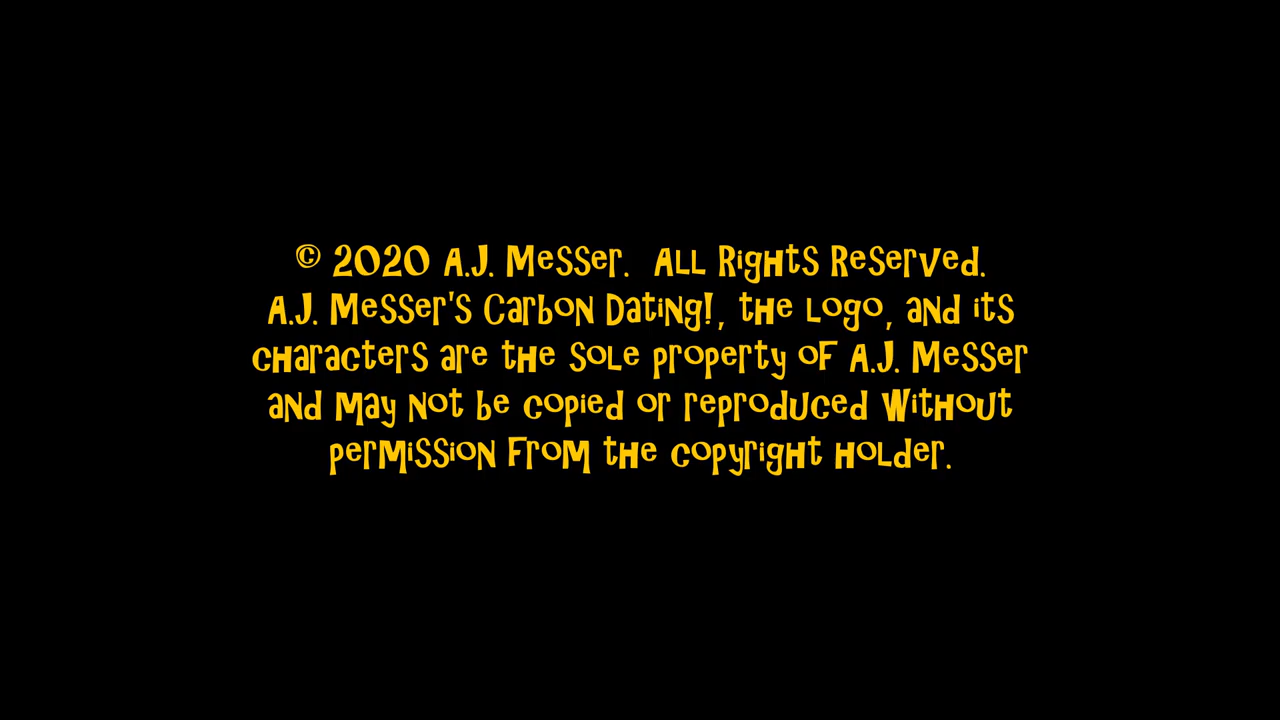 © 2020 A.J. Messer.  All Rights Reserved.
A.J. Messer's Carbon Dating!, the logo, and its
characters are the sole property of A.J. Messer
and may not be copied or reproduced without
permission from the copyright holder.